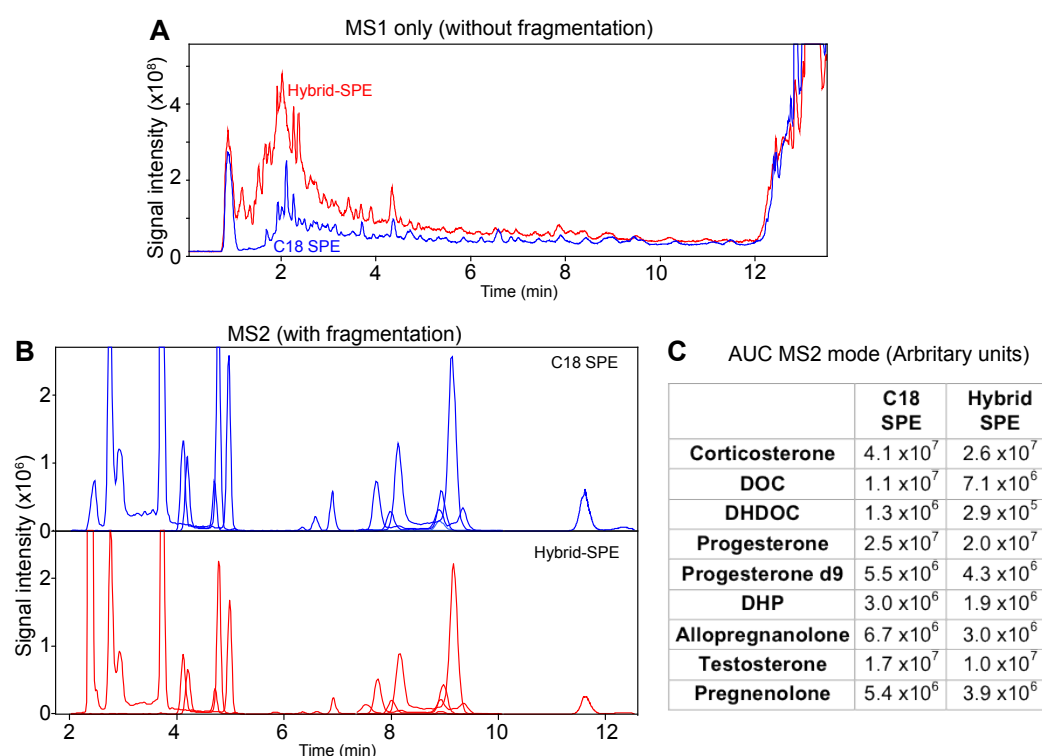 A
MS1 only (without fragmentation)
Signal intensity (x10⁸)
4
2
0
Hybrid-SPE
C18 SPE
2 4 6 8 10 12
Time (min)
B
MS2 (with fragmentation)
C18 SPE
Signal intensity (x10⁶)
2
1
0
Hybrid-SPE
2
1
0
2 4 6 8 10 12
Time (min)
C AUC MS2 mode (Arbritary units)
C18 SPE Hybrid SPE
Corticosterone 4.1 x10⁷ 2.6 x10⁷
DOC 1.1 x10⁷ 7.1 x10⁶
DHDOC 1.3 x10⁶ 2.9 x10⁵
Progesterone 2.5 x10⁷ 2.0 x10⁷
Progesterone d9 5.5 x10⁶ 4.3 x10⁶
DHP 3.0 x10⁶ 1.9 x10⁶
Allopregnanolone 6.7 x10⁶ 3.0 x10⁶
Testosterone 1.7 x10⁷ 1.0 x10⁷
Pregnenolone 5.4 x10⁶ 3.9 x10⁶